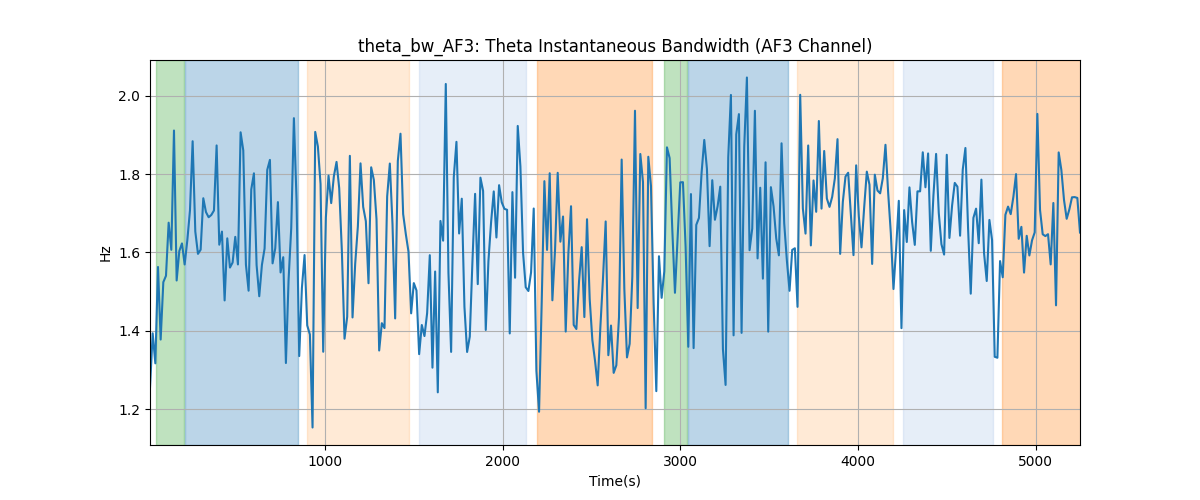 theta_bw_AF3: Theta Instantaneous Bandwidth (AF3 Channel)
2.0
1.8
1.6
1.4
1.2
Hz
1000 2000 3000 4000 5000
Time(s)